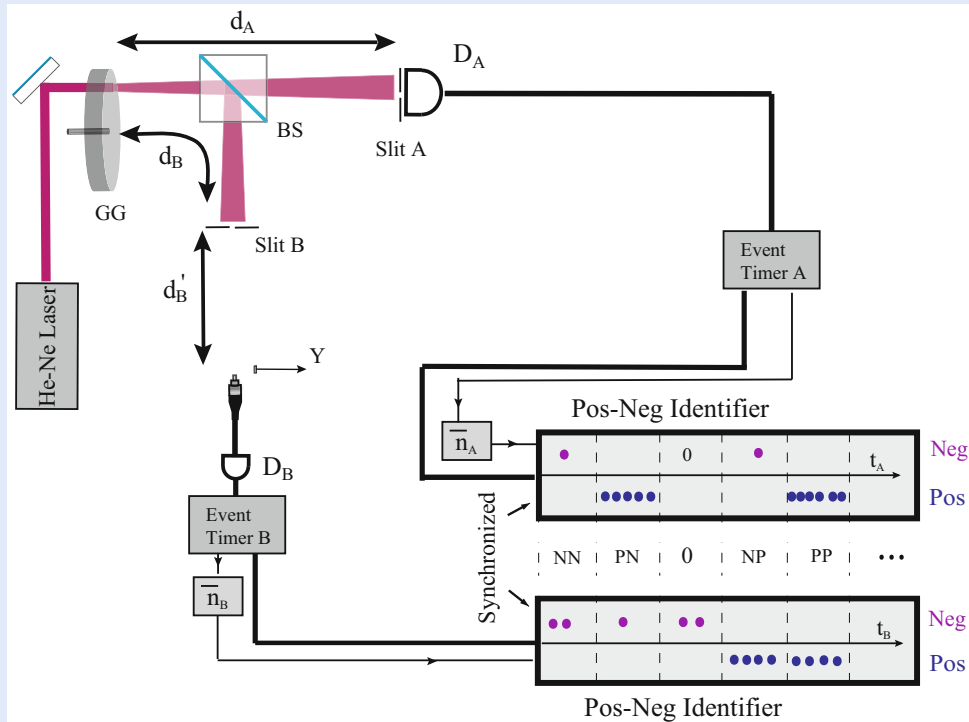 d_A
D_A
BS
Slit A
d_B
GG
Slit B
Event
Timer A
d_B'
He-Ne Laser
Y
Pos-Neg Identifier
n̅_A
Neg
0
t_A
D_B
Pos
Event
Timer B
Synchronized
NN PN 0 NP PP ...
n̅_B
Neg
t_B
Pos
Pos-Neg Identifier